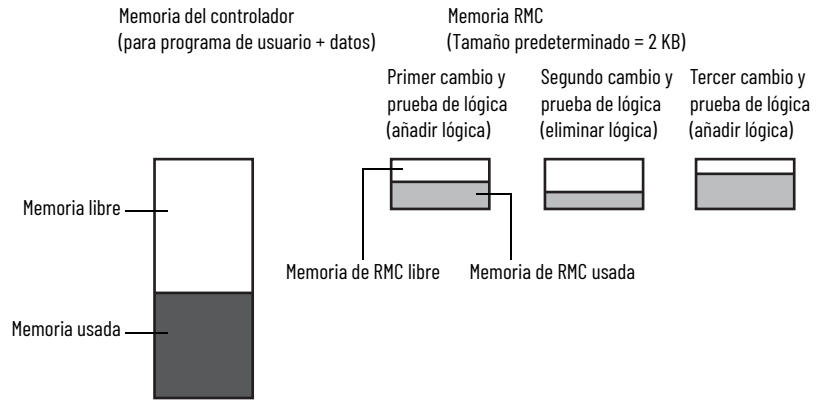 Memoria del controlador
(para programa de usuario + datos)
Memoria RMC
(Tamaño predeterminado = 2 KB)
Primer cambio y
prueba de lógica
(añadir lógica)
Segundo cambio y
prueba de lógica
(eliminar lógica)
Tercer cambio y
prueba de lógica
(añadir lógica)
Memoria libre
Memoria de RMC libre
Memoria de RMC usada
Memoria usada